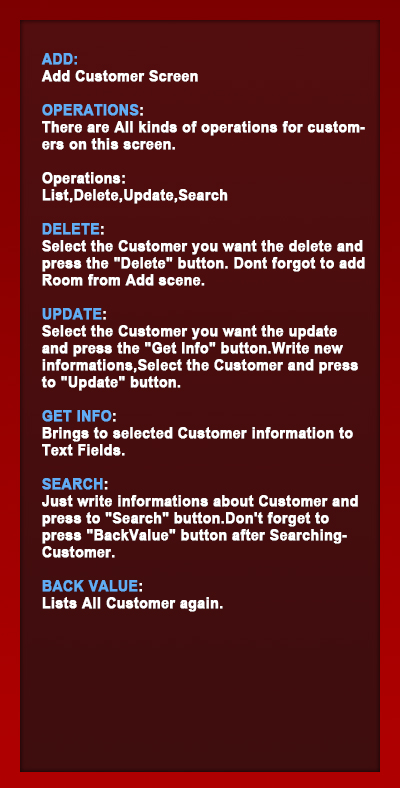 ADD:
Add Customer Screen
OPERATIONS:
There are All kinds of operations for custom-
ers on this screen.
Operations:
List,Delete,Update,Search
DELETE:
Select the Customer you want the delete and
press the "Delete" button. Dont forgot to add
Room from Add scene.
UPDATE:
Select the Customer you want the update
and press the "Get Info" button.Write new
informations,Select the Customer and press
to "Update" button.
GET INFO:
Brings to selected Customer information to
Text Fields.
SEARCH:
Just write informations about Customer and
press to "Search" button.Don't forget to
press "BackValue" button after Searching-
Customer.
BACK VALUE:
Lists All Customer again.